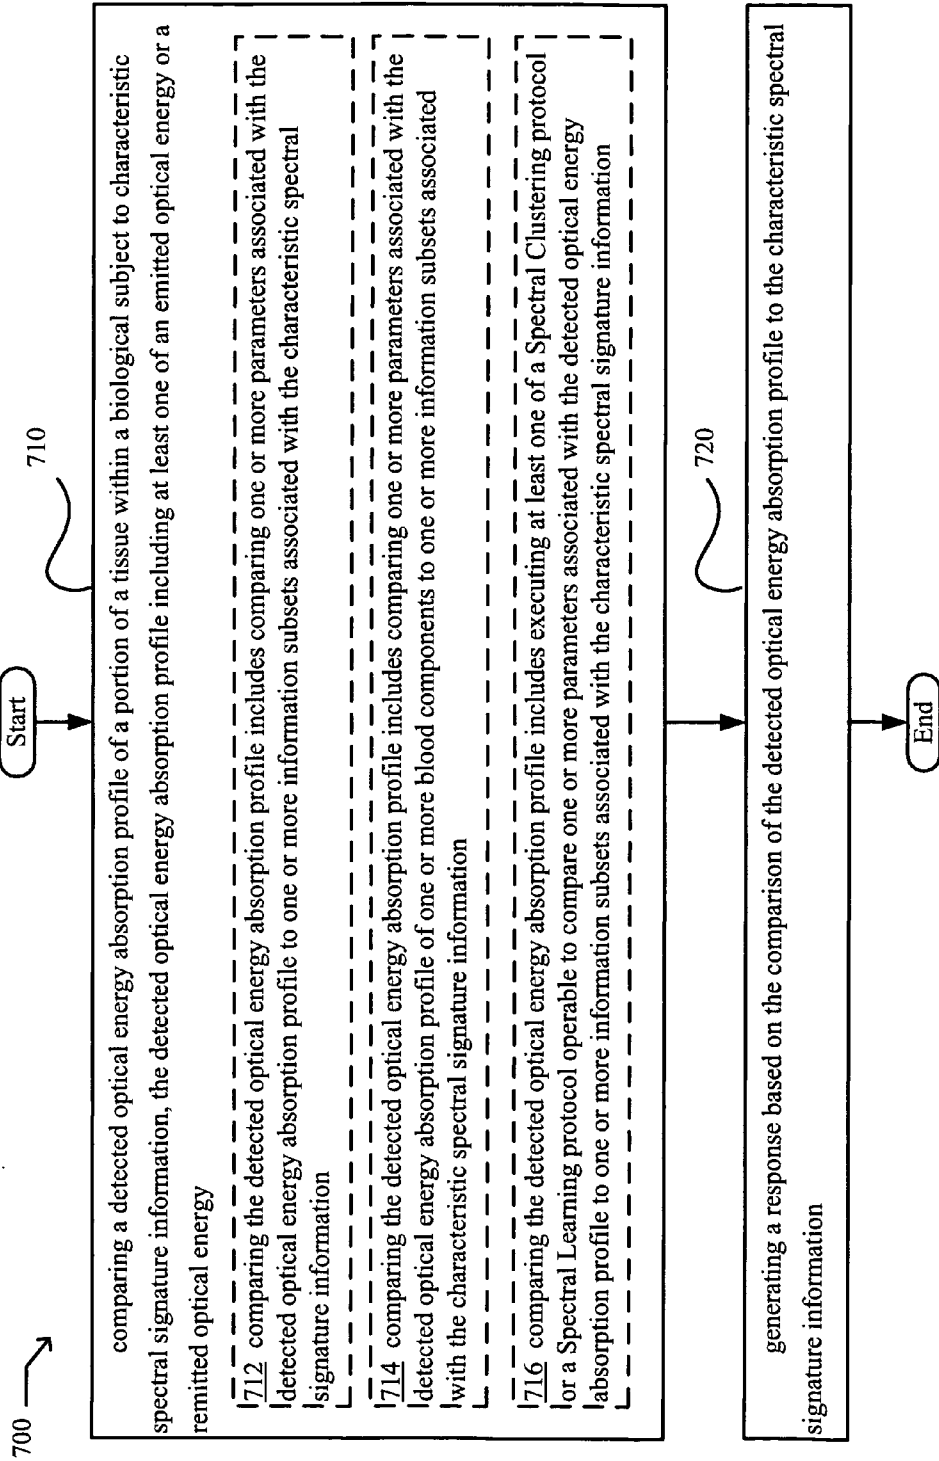 700
Start
710
comparing a detected optical energy absorption profile of a portion of a tissue within a biological subject to characteristic
spectral signature information, the detected optical energy absorption profile including at least one of an emitted optical energy or a
remitted optical energy
712 comparing the detected optical energy absorption profile includes comparing one or more parameters associated with the
detected optical energy absorption profile to one or more information subsets associated with the characteristic spectral
signature information
714 comparing the detected optical energy absorption profile includes comparing one or more parameters associated with the
detected optical energy absorption profile of one or more blood components to one or more information subsets associated
with the characteristic spectral signature information
716 comparing the detected optical energy absorption profile includes executing at least one of a Spectral Clustering protocol
or a Spectral Learning protocol operable to compare one or more parameters associated with the detected optical energy
absorption profile to one or more information subsets associated with the characteristic spectral signature information
720
generating a response based on the comparison of the detected optical energy absorption profile to the characteristic spectral
signature information
End